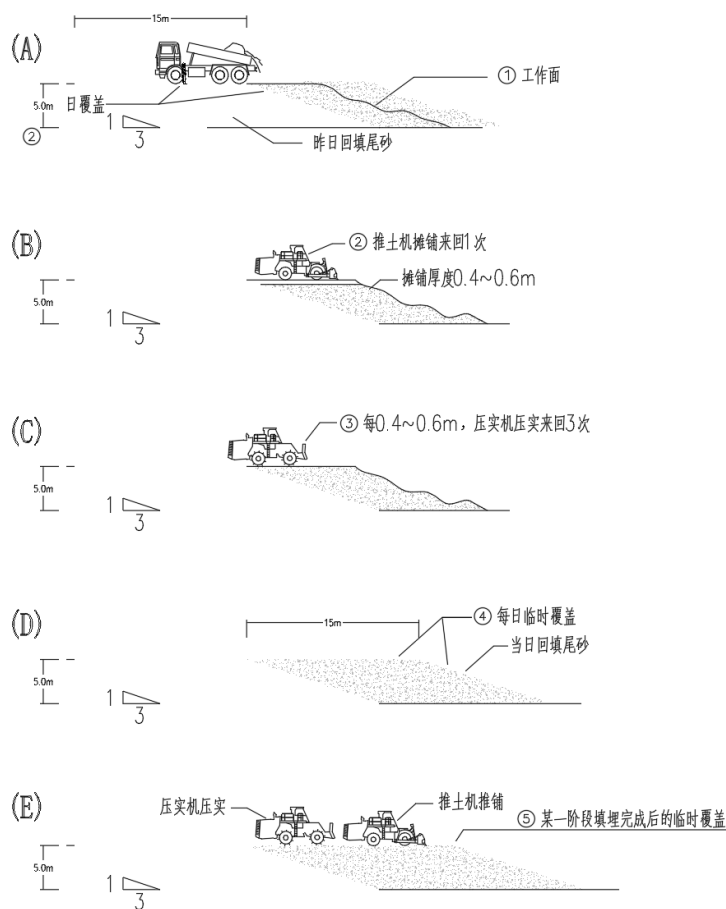 15m
(A)
① 工作面
5.0m
日覆盖
②
1
3
昨日回填尾砂
(B)
② 推土机摊铺来回1次
摊铺厚度0.4~0.6m
5.0m
1
3
(C)
③ 每0.4~0.6m，压实机压实来回3次
5.0m
1
3
(D)
15m
④ 每日临时覆盖
当日回填尾砂
5.0m
1
3
(E)
压实机压实
推土机推铺
⑤ 某一阶段填埋完成后的临时覆盖
5.0m
1
3